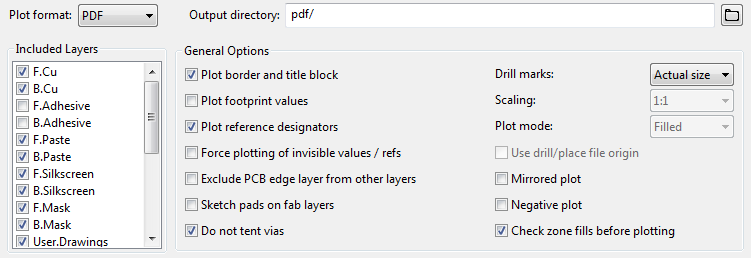 Plot format: PDF Output directory: pdf/
Included Layers
F.Cu
B.Cu
F.Adhesive
B.Adhesive
F.Paste
B.Paste
F.Silkscreen
B.Silkscreen
F.Mask
B.Mask
User.Drawings
General Options
Plot border and title block
Plot footprint values
Plot reference designators
Force plotting of invisible values / refs
Exclude PCB edge layer from other layers
Sketch pads on fab layers
Do not tent vias
Drill marks: Actual size
Scaling: 1:1
Plot mode: Filled
Use drill/place file origin
Mirrored plot
Negative plot
Check zone fills before plotting